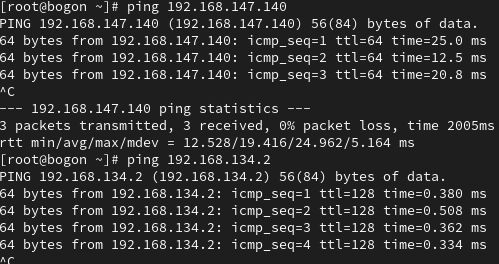 [root@bogon ~]# ping 192.168.147.140
PING 192.168.147.140 (192.168.147.140) 56(84) bytes of data.
64 bytes from 192.168.147.140: icmp_seq=1 ttl=64 time=25.0 ms
64 bytes from 192.168.147.140: icmp_seq=2 ttl=64 time=12.5 ms
64 bytes from 192.168.147.140: icmp_seq=3 ttl=64 time=20.8 ms
^C
--- 192.168.147.140 ping statistics ---
3 packets transmitted, 3 received, 0% packet loss, time 2005ms
rtt min/avg/max/mdev = 12.528/19.416/24.962/5.164 ms
[root@bogon ~]# ping 192.168.134.2
PING 192.168.134.2 (192.168.134.2) 56(84) bytes of data.
64 bytes from 192.168.134.2: icmp_seq=1 ttl=128 time=0.380 ms
64 bytes from 192.168.134.2: icmp_seq=2 ttl=128 time=0.508 ms
64 bytes from 192.168.134.2: icmp_seq=3 ttl=128 time=0.362 ms
64 bytes from 192.168.134.2: icmp_seq=4 ttl=128 time=0.334 ms
^C